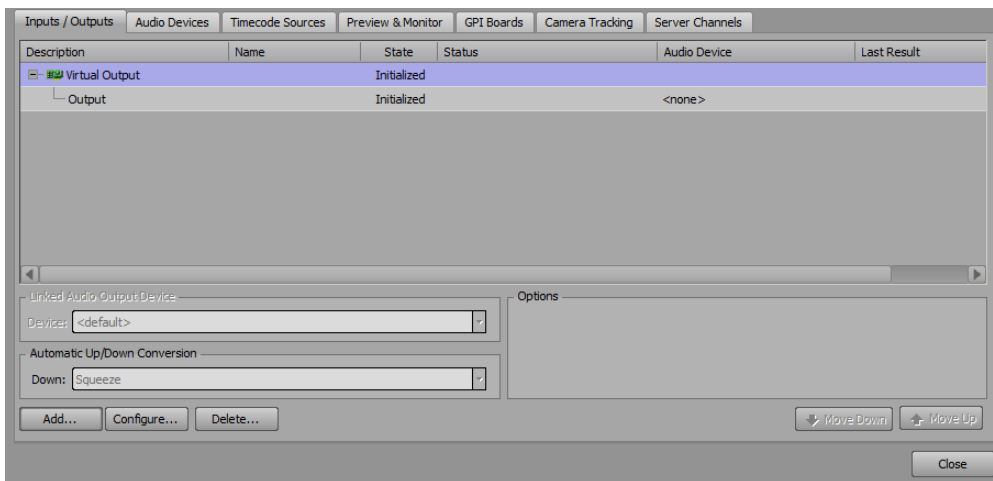 Inputs / Outputs Audio Devices Timecode Sources Preview & Monitor GPI Boards Camera Tracking Server Channels
Description Name State Status Audio Device Last Result
Virtual Output Initialized
Output Initialized <none>
Linked Audio Output Device
Device: <default>
Automatic Up/Down Conversion
Down: Squeeze
Options
Add... Configure... Delete... Move Down Move Up
Close